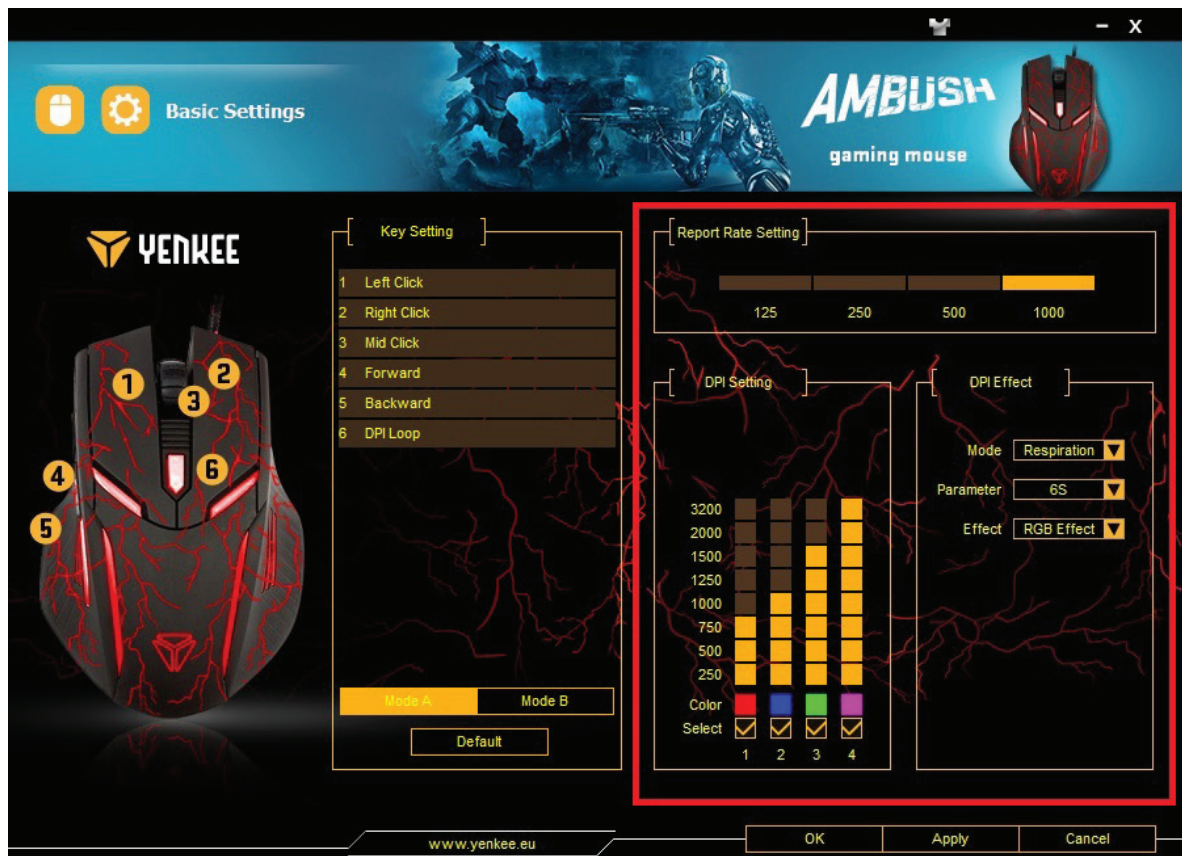 X
Basic Settings
AMBUSH
gaming mouse
YENKEE
1
2
3
4
5
6
Key Setting
1 Left Click
2 Right Click
3 Mid Click
4 Forward
5 Backward
6 DPI Loop
Mode A Mode B
Default
Report Rate Setting
125 250 500 1000
DPI Setting
3200
2000
1500
1250
1000
750
500
250
Color
Select
1 2 3 4
DPI Effect
Mode Respiration
Parameter 6S
Effect RGB Effect
www.yenkee.eu
OK Apply Cancel